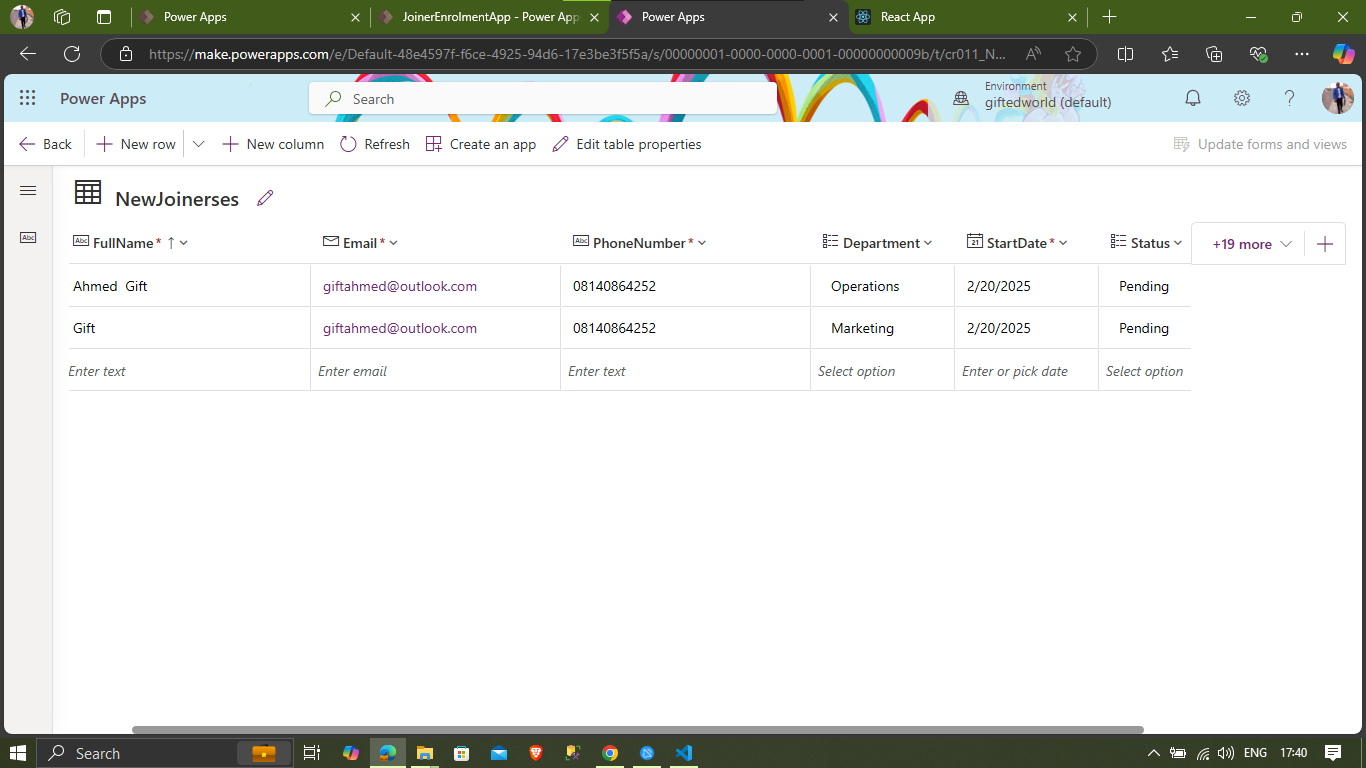 Power Apps
JoinerEnrolmentApp - Power App
Power Apps
React App
https://make.powerapps.com/e/Default-48e4597f-f6ce-4925-94d6-17e3be3f5f5a/s/00000001-0000-0000-0001-00000000009b/t/cr011_N...
Power Apps
Search
Environment
giftedworld (default)
Back
New row
New column
Refresh
Create an app
Edit table properties
Update forms and views
NewJoinerses
Abc FullName* ↑ Email* Abc PhoneNumber* Department 21 StartDate* Status +19 more
Abc
Ahmed Gift giftahmed@outlook.com 08140864252 Operations 2/20/2025 Pending
Gift giftahmed@outlook.com 08140864252 Marketing 2/20/2025 Pending
Enter text Enter email Enter text Select option Enter or pick date Select option
Search
ENG 17:40